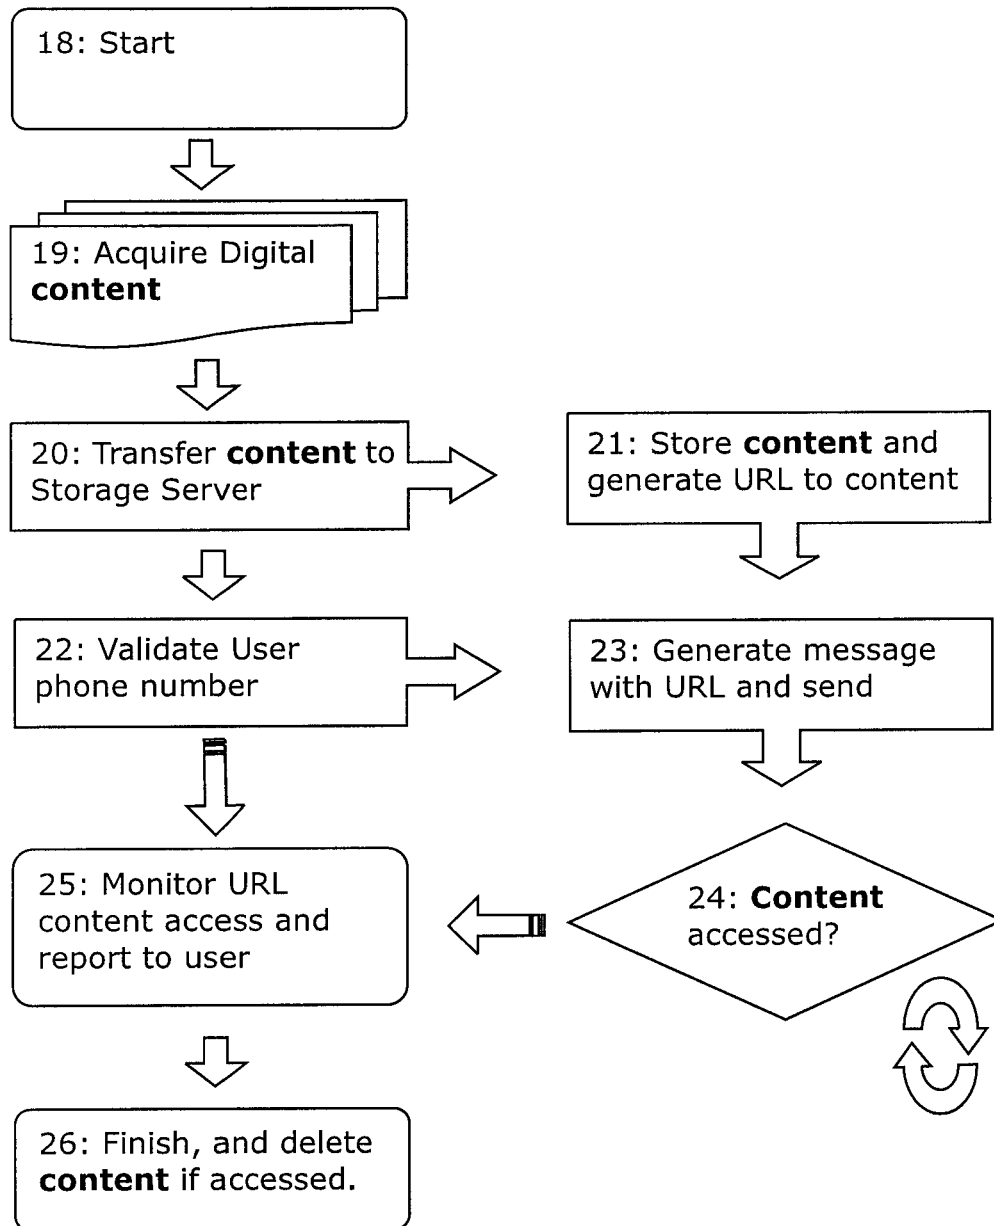 18: Start
19: Acquire Digital
content
20: Transfer content to
Storage Server
21: Store content and
generate URL to content
22: Validate User
phone number
23: Generate message
with URL and send
24: Content
accessed?
25: Monitor URL
content access and
report to user
26: Finish, and delete
content if accessed.